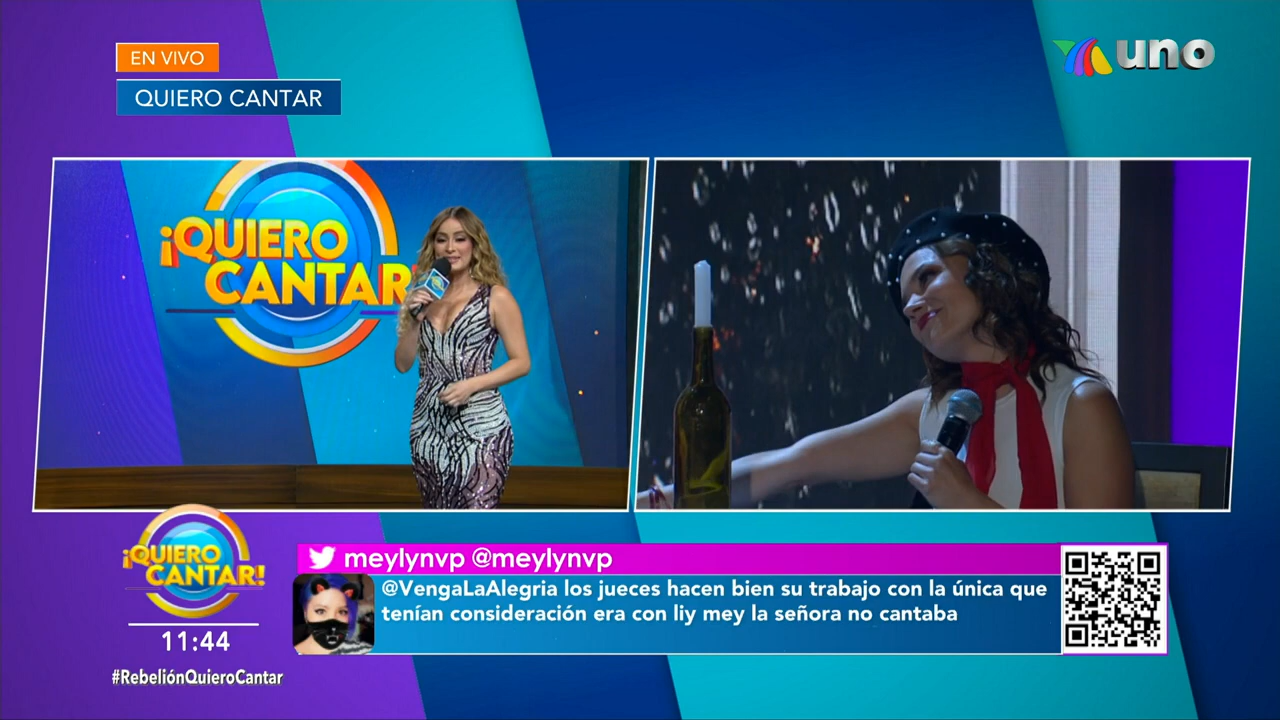 EN VIVO
QUIERO CANTAR
uno
¡QUIERO
CANTAR!
¡QUIERO
CANTAR!
11:44
#RebeliónQuieroCantar
meylynvp @meylynvp
@VengaLaAlegria los jueces hacen bien su trabajo con la única que
tenían consideración era con liy mey la señora no cantaba